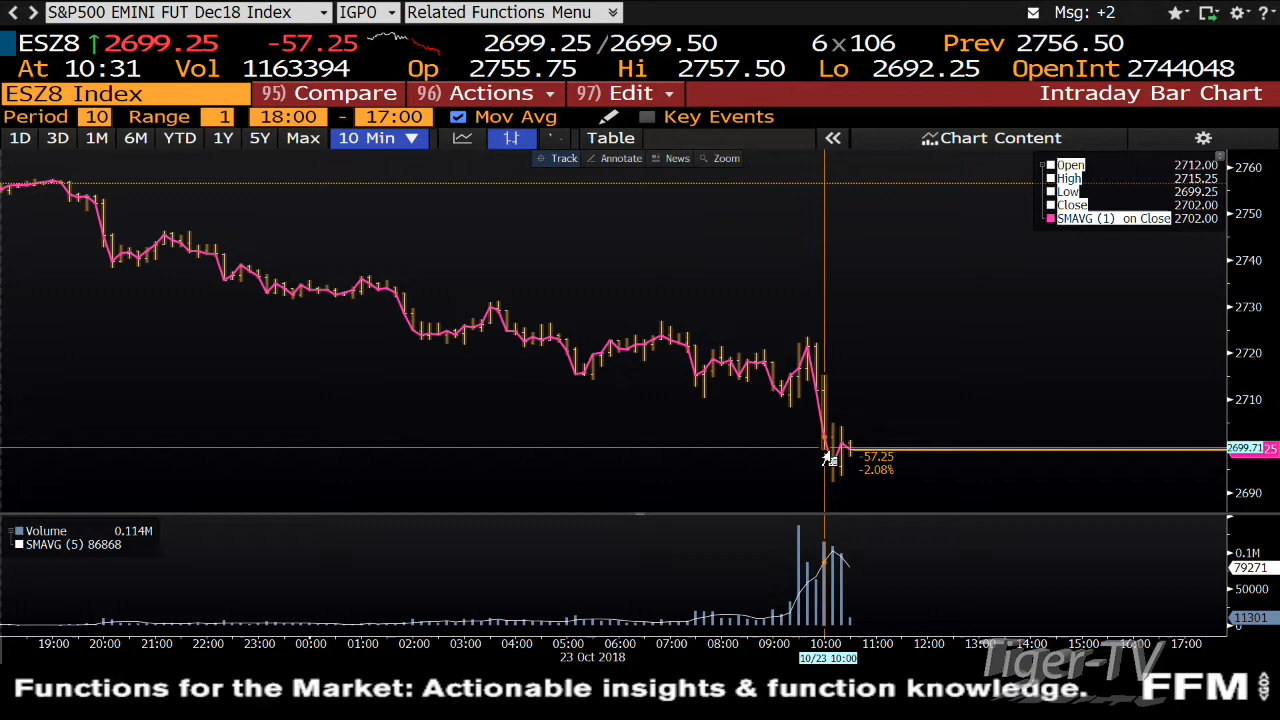 S&P500 EMINI FUT Dec18 Index IGPO Related Functions Menu Msg: +2
ESZ8 ↑2699.25 -57.25 2699.25/2699.50 6x106 Prev 2756.50
At 10:31 Vol 1163394 Op 2755.75 Hi 2757.50 Lo 2692.25 OpenInt 2744048
ESZ8 Index 95) Compare 96) Actions 97) Edit Intraday Bar Chart
Period 10 Range 1 18:00 - 17:00 Mov Avg Key Events
1D 3D 1M 6M YTD 1Y 5Y Max 10 Min ▼ Table « Chart Content
Track Annotate News Zoom
Open 2712.00
High 2715.25
Low 2699.25
Close 2702.00
SMAVG (1) on Close 2702.00
2760
2750
2740
2730
2720
2710
2699.71 25
-57.25
-2.08%
2690
Volume 0.114M
SMAVG (5) 86868
0.1M
79271
50000
11301
0
19:00 20:00 21:00 22:00 23:00 00:00 01:00 02:00 03:00 04:00 05:00 06:00 07:00 08:00 09:00 10:00 11:00 12:00 13:00 14:00 15:00 16:00 17:00
23 Oct 2018 10/23 10:00
Tiger-TV
Functions for the Market: Actionable insights & function knowledge. FFM